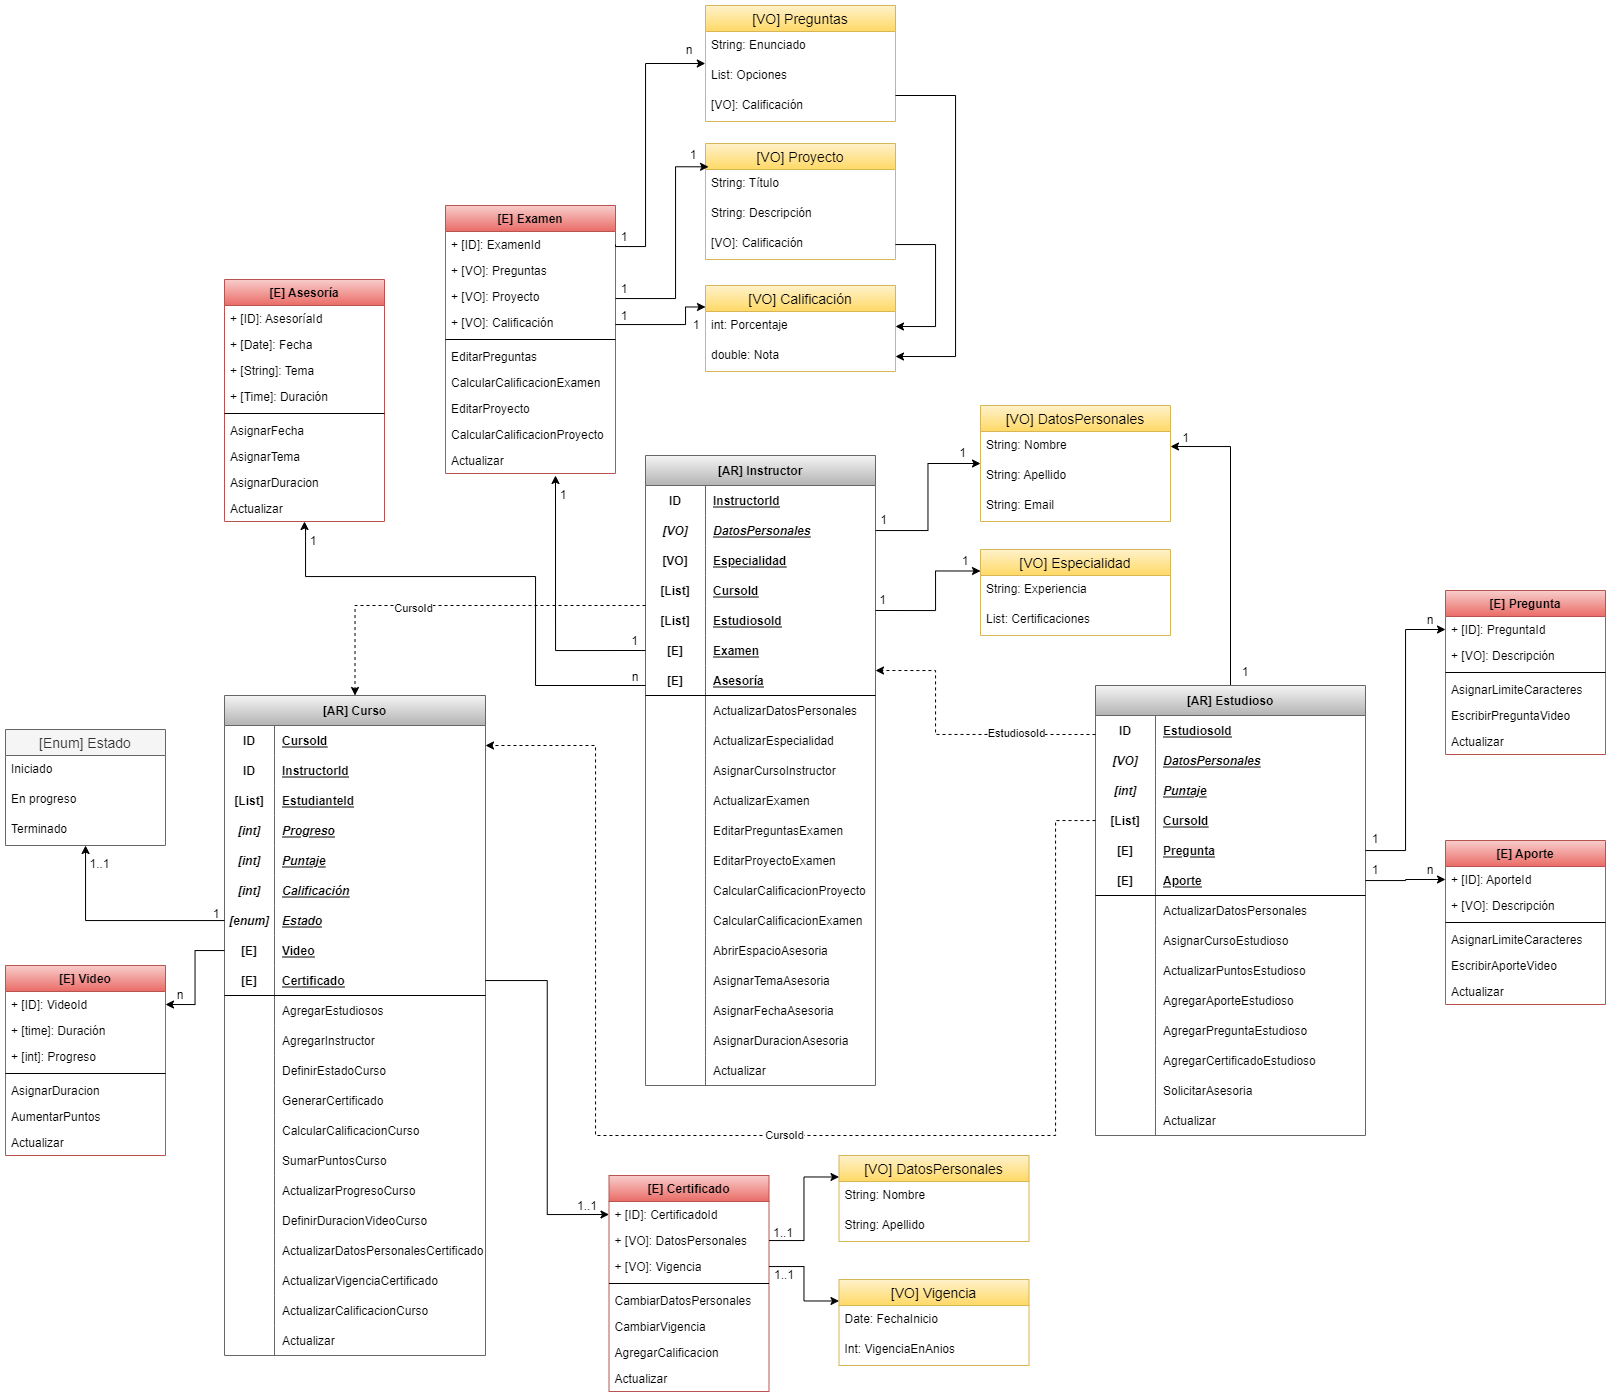 [VO] Preguntas
String: Enunciado
List: Opciones
[VO]: Calificación
n
1
[VO] Proyecto
String: Título
String: Descripción
[VO]: Calificación
1
1
[VO] Calificación
int: Porcentaje
double: Nota
1
1
[E] Examen
+ [ID]: ExamenId
+ [VO]: Preguntas
+ [VO]: Proyecto
+ [VO]: Calificación
EditarPreguntas
CalcularCalificacionExamen
EditarProyecto
CalcularCalificacionProyecto
Actualizar
1
[E] Asesoría
+ [ID]: AsesoríaId
+ [Date]: Fecha
+ [String]: Tema
+ [Time]: Duración
AsignarFecha
AsignarTema
AsignarDuracion
Actualizar
1
[AR] Instructor
ID InstructorId
[VO] DatosPersonales
[VO] Especialidad
[List] CursoId
[List] EstudiosoId
[E] Examen
[E] Asesoría
ActualizarDatosPersonales
ActualizarEspecialidad
AsignarCursoInstructor
ActualizarExamen
EditarPreguntasExamen
EditarProyectoExamen
CalcularCalificacionProyecto
CalcularCalificacionExamen
AbrirEspacioAsesoria
AsignarTemaAsesoria
AsignarFechaAsesoria
AsignarDuracionAsesoria
Actualizar
1
n
CursoId
1
1
1
1
[VO] DatosPersonales
String: Nombre
String: Apellido
String: Email
1
1
[VO] Especialidad
String: Experiencia
List: Certificaciones
EstudiosoId
[AR] Estudioso
ID EstudiosoId
[VO] DatosPersonales
[int] Puntaje
[List] CursoId
[E] Pregunta
[E] Aporte
ActualizarDatosPersonales
AsignarCursoEstudioso
ActualizarPuntosEstudioso
AgregarAporteEstudioso
AgregarPreguntaEstudioso
AgregarCertificadoEstudioso
SolicitarAsesoria
Actualizar
1
n
1
n
[E] Pregunta
+ [ID]: PreguntaId
+ [VO]: Descripción
AsignarLimiteCaracteres
EscribirPreguntaVideo
Actualizar
[E] Aporte
+ [ID]: AporteId
+ [VO]: Descripción
AsignarLimiteCaracteres
EscribirAporteVideo
Actualizar
[AR] Curso
ID CursoId
ID InstructorId
[List] EstudianteId
[int] Progreso
[int] Puntaje
[int] Calificación
[enum] Estado
[E] Video
[E] Certificado
AgregarEstudiosos
AgregarInstructor
DefinirEstadoCurso
GenerarCertificado
CalcularCalificacionCurso
SumarPuntosCurso
ActualizarProgresoCurso
DefinirDuracionVideoCurso
ActualizarDatosPersonalesCertificado
ActualizarVigenciaCertificado
ActualizarCalificacionCurso
Actualizar
[Enum] Estado
Iniciado
En progreso
Terminado
1..1
1
n
[E] Video
+ [ID]: VideoId
+ [time]: Duración
+ [int]: Progreso
AsignarDuracion
AumentarPuntos
Actualizar
CursoId
1..1
[E] Certificado
+ [ID]: CertificadoId
+ [VO]: DatosPersonales
+ [VO]: Vigencia
CambiarDatosPersonales
CambiarVigencia
AgregarCalificacion
Actualizar
1..1
1..1
[VO] DatosPersonales
String: Nombre
String: Apellido
[VO] Vigencia
Date: FechaInicio
Int: VigenciaEnAnios